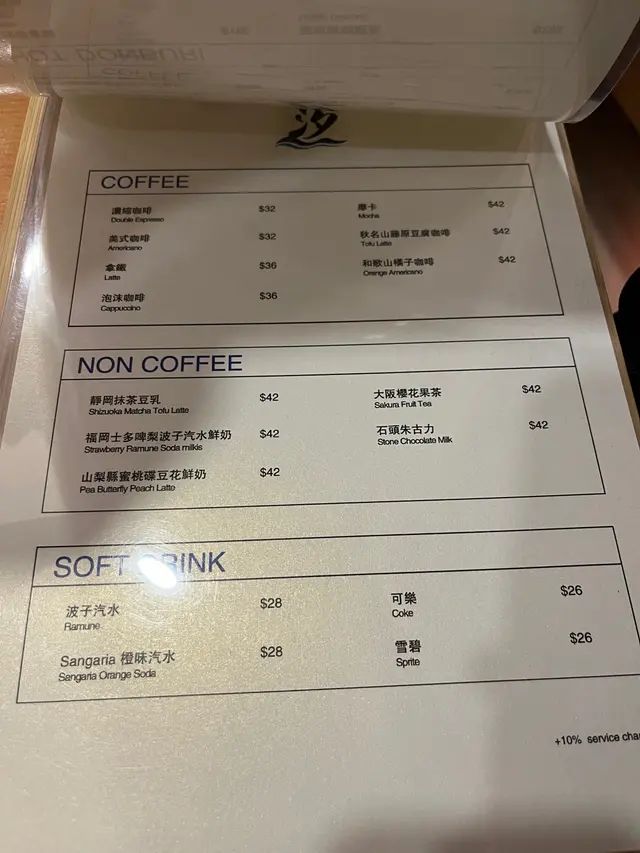 HOT DONBURI
COFFEE
汐
COFFEE
濃縮咖啡 $32
Double Espresso
美式咖啡 $32
Americano
拿鐵 $36
Latte
泡沫咖啡 $36
Cappuccino
摩卡 $42
Mocha
秋名山藤原豆腐咖啡 $42
Tofu Latte
和歌山橘子咖啡 $42
Orange Americano
NON COFFEE
靜岡抹茶豆乳 $42
Shizuoka Matcha Tofu Latte
福岡士多啤梨波子汽水鮮奶 $42
Strawberry Ramune Soda milkis
山梨縣蜜桃碟豆花鮮奶 $42
Pea Butterfly Peach Latte
大阪櫻花果茶 $42
Sakura Fruit Tea
石頭朱古力 $42
Stone Chocolate Milk
SOFT DRINK
波子汽水 $28
Ramune
Sangaria 橙味汽水 $28
Sangaria Orange Soda
可樂 $26
Coke
雪碧 $26
Sprite
+10% service cha